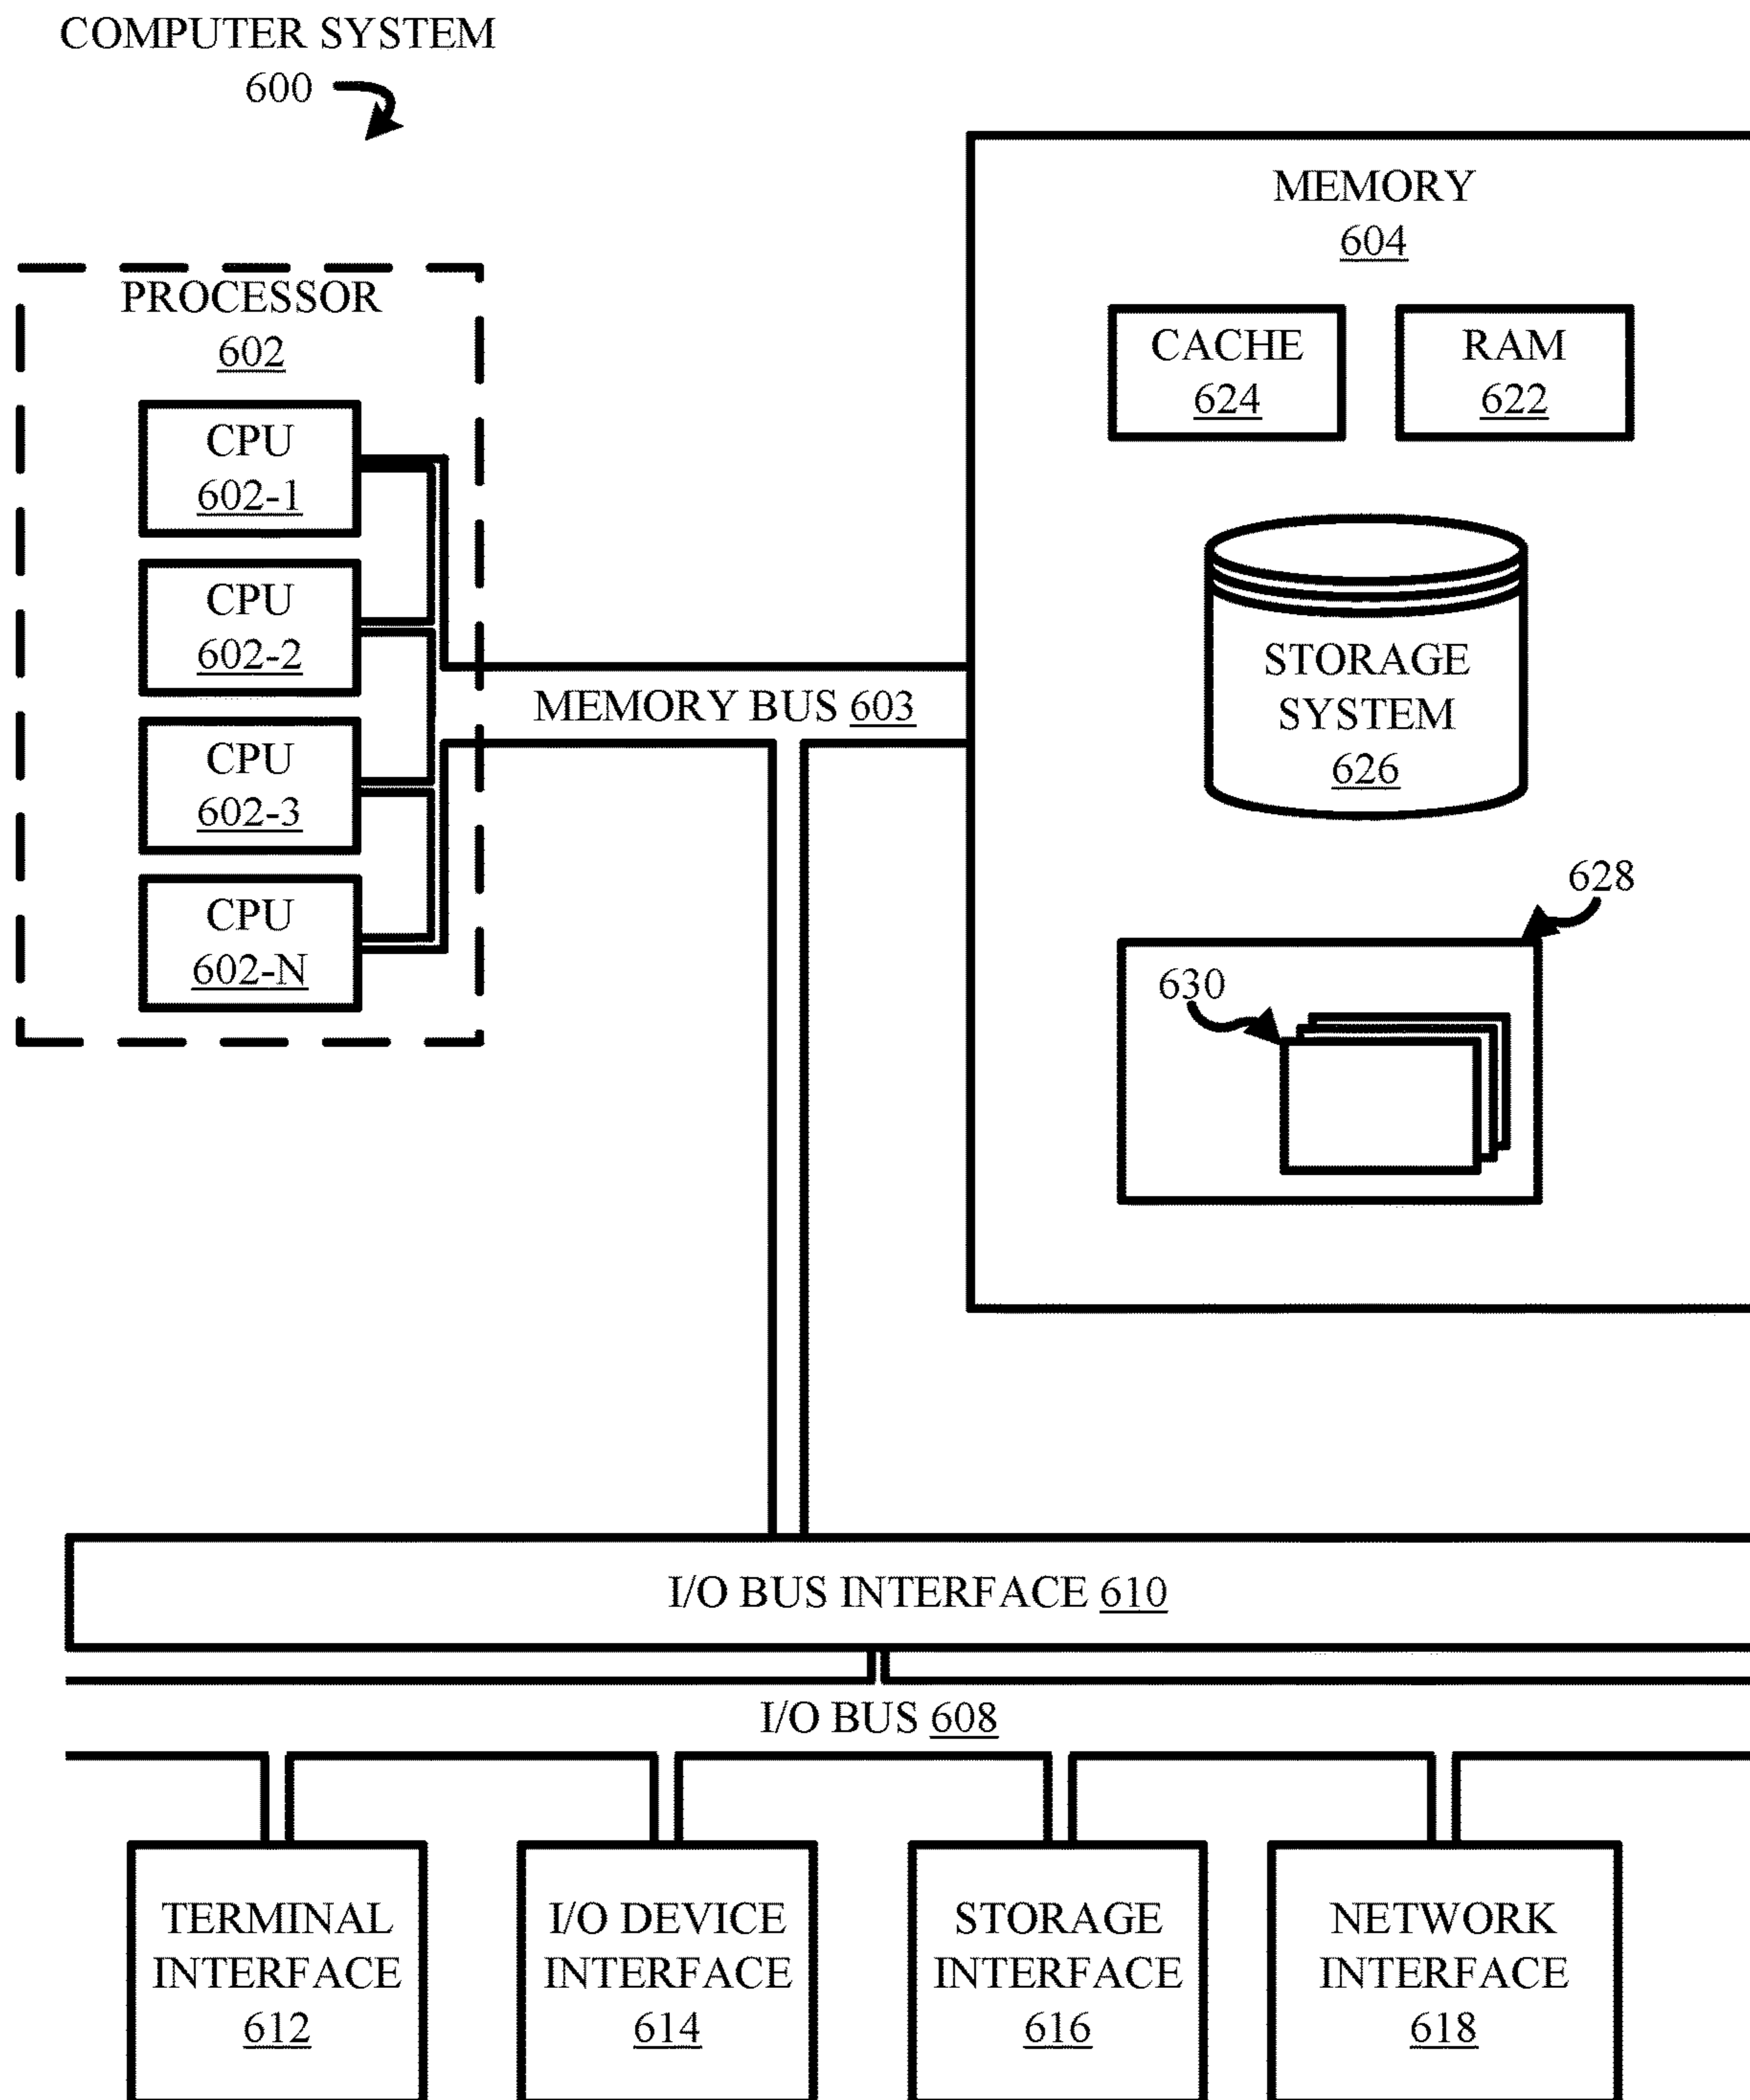 COMPUTER SYSTEM
600
MEMORY
604
PROCESSOR
602
CACHE
624
RAM
622
CPU
602-1
CPU
602-2
CPU
602-3
CPU
602-N
MEMORY BUS 603
STORAGE
SYSTEM
626
628
630
I/O BUS INTERFACE 610
I/O BUS 608
TERMINAL
INTERFACE
612
I/O DEVICE
INTERFACE
614
STORAGE
INTERFACE
616
NETWORK
INTERFACE
618